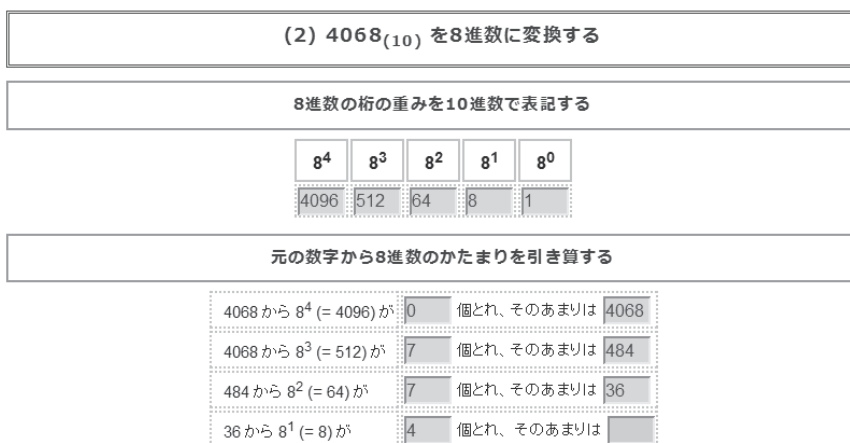 (2) 4068(10) を8進数に変換する
8進数の桁の重みを10進数で表記する
8⁴ 8³ 8² 8¹ 8⁰
4096 512 64 8 1
元の数字から8進数のかたまりを引き算する
4068 から 8⁴ (= 4096) が 0 個とれ、そのあまりは 4068
4068 から 8³ (= 512) が 7 個とれ、そのあまりは 484
484 から 8² (= 64) が 7 個とれ、そのあまりは 36
36 から 8¹ (= 8) が 4 個とれ、そのあまりは